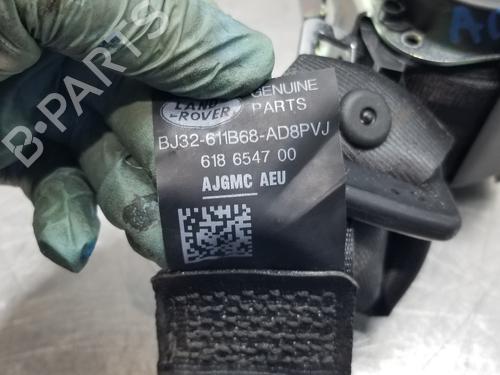 LAND
ROVER
GENUINE
PARTS
BJ32-611B68-AD8PVJ
618 6547 00
AJGMC AEU
B-PARTS